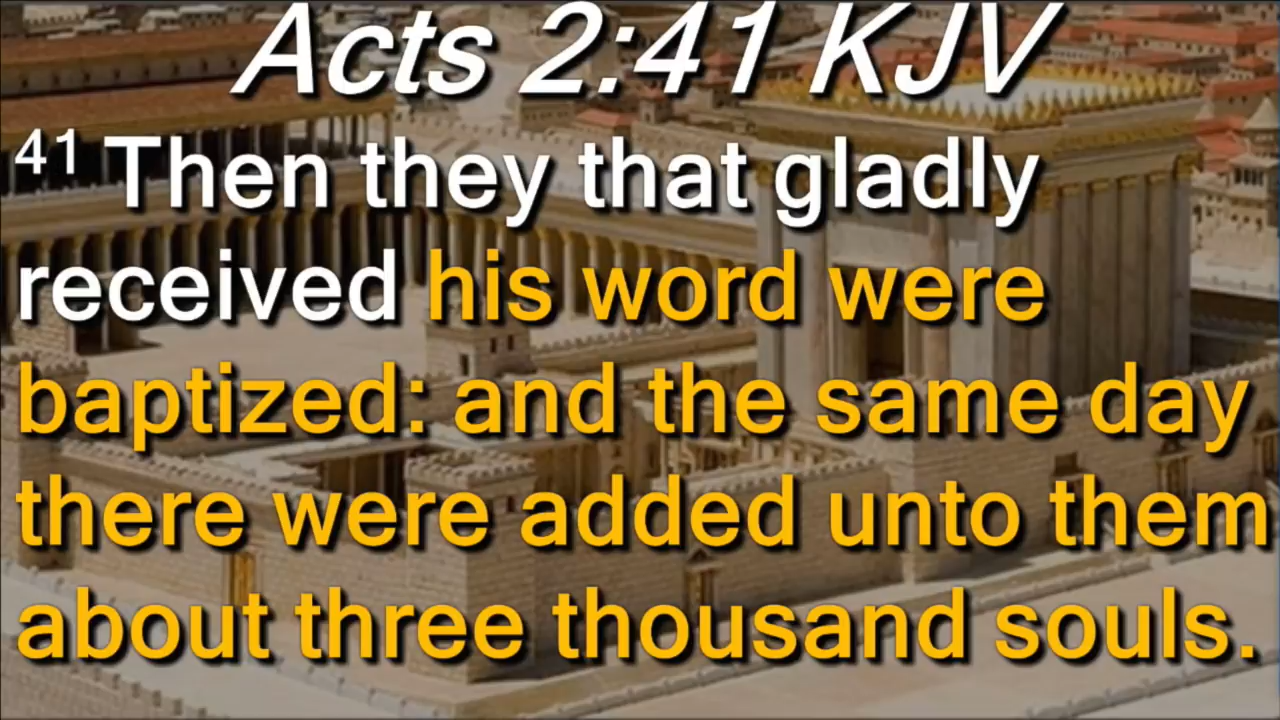 Acts 2:41 KJV
41 Then they that gladly
received his word were
baptized: and the same day
there were added unto them
about three thousand souls.